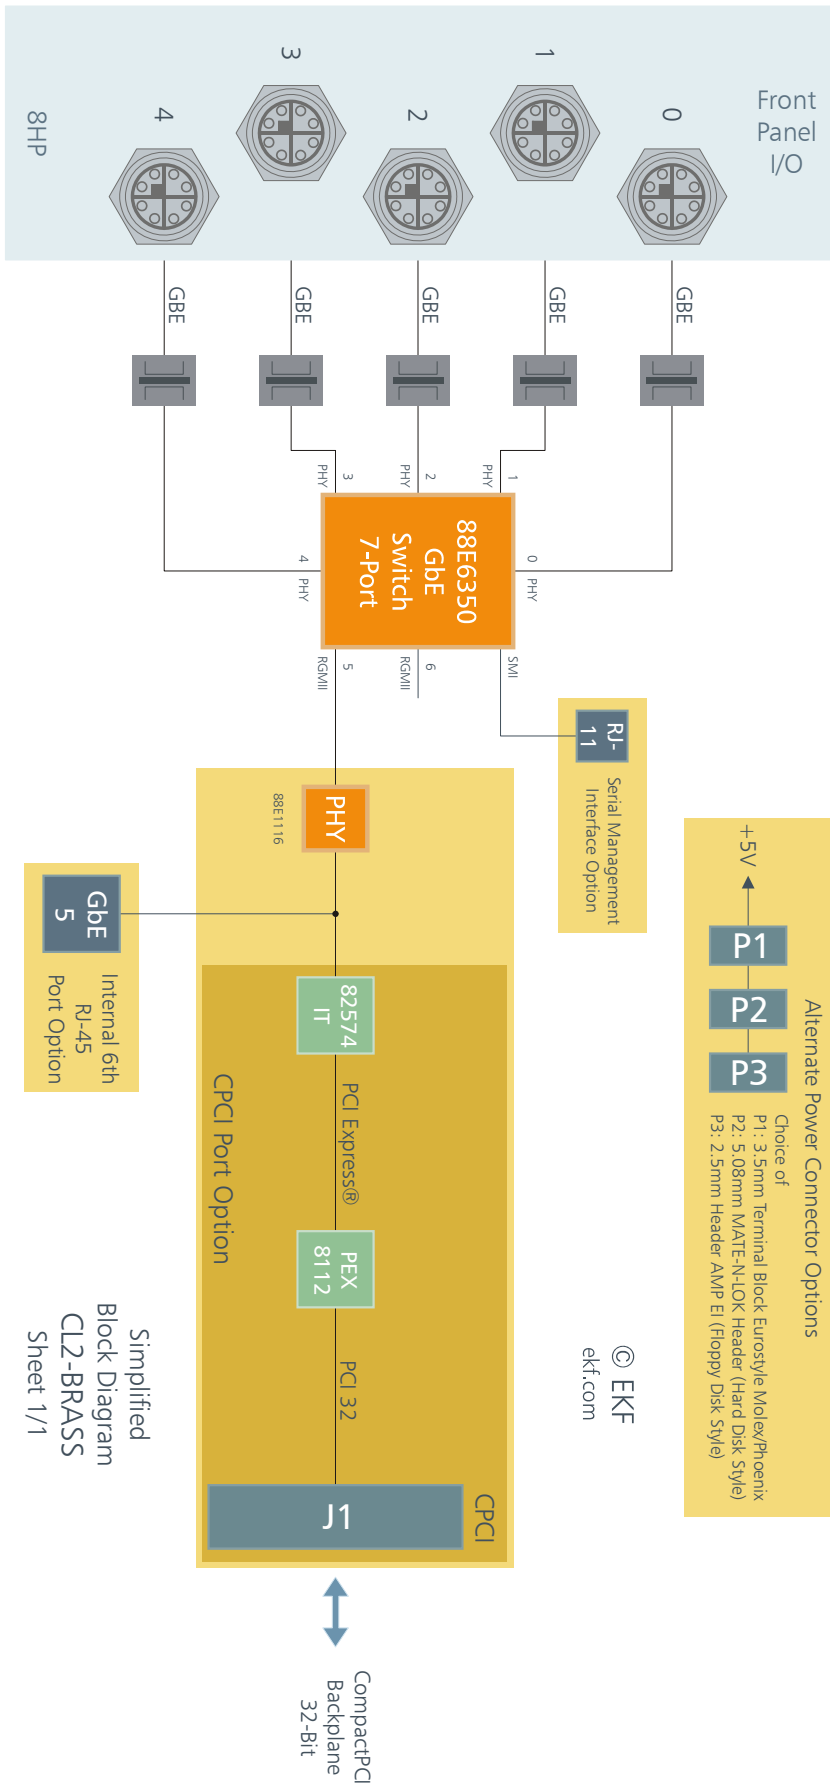 Front
Panel
I/O
0
1
2
3
4
8HP
GBE
GBE
GBE
GBE
GBE
1
PHY
2
PHY
3
PHY
0
PHY
4
PHY
88E6350
GbE
Switch
7-Port
SMI
6
RGMII
5
RGMII
RJ-
11
Serial Management
Interface Option
PHY
88E1116
GbE
5
Internal 6th
RJ-45
Port Option
82574
IT
PCI Express®
PEX
8112
PCI 32
CPCI Port Option
J1
CPCI
CompactPCI
Backplane
32-Bit
Alternate Power Connector Options
+5V
P1
P2
P3
Choice of
P1: 3.5mm Terminal Block Eurostyle Molex/Phoenix
P2: 5.08mm MATE-N-LOK Header (Hard Disk Style)
P3: 2.5mm Header AMP EI (Floppy Disk Style)
© EKF
ekf.com
Simplified
Block Diagram
CL2-BRASS
Sheet 1/1